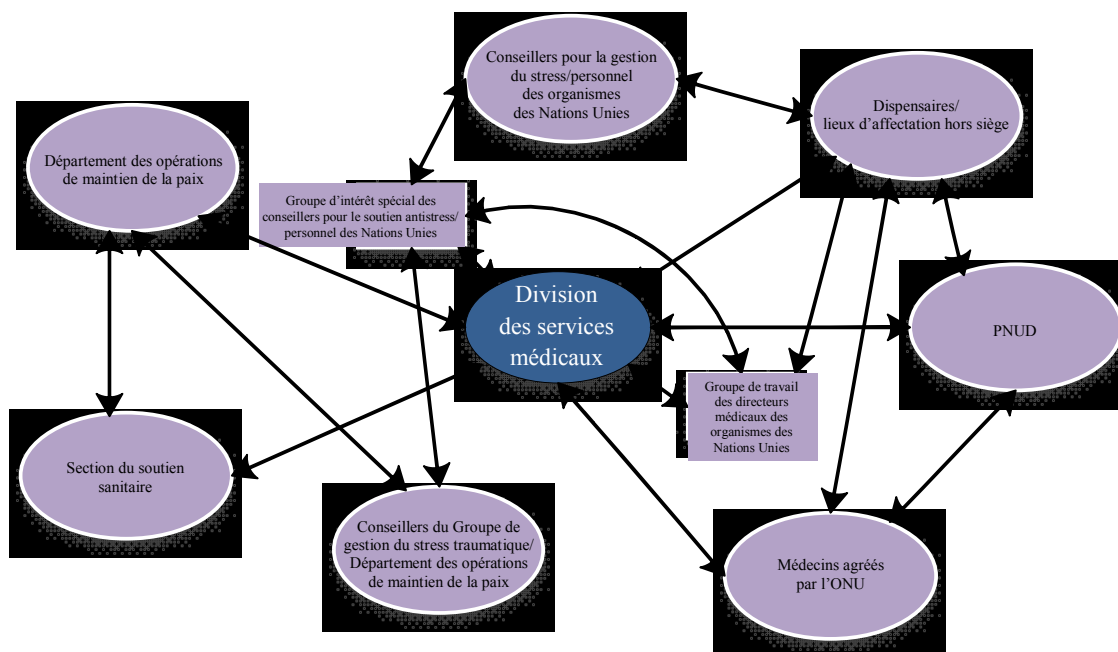 Conseillers pour la gestion
du stress/personnel
des organismes
des Nations Unies
Dispensaires/
lieux d’affectation hors siège
Département des opérations
de maintien de la paix
Groupe d’intérêt spécial des
conseillers pour le soutien antistress/
personnel des Nations Unies
Division
des services
médicaux
PNUD
Groupe de travail
des directeurs
médicaux des
organismes des
Nations Unies
Section du soutien
sanitaire
Conseillers du Groupe de
gestion du stress traumatique/
Département des opérations
de maintien de la paix
Médecins agréés
par l’ONU